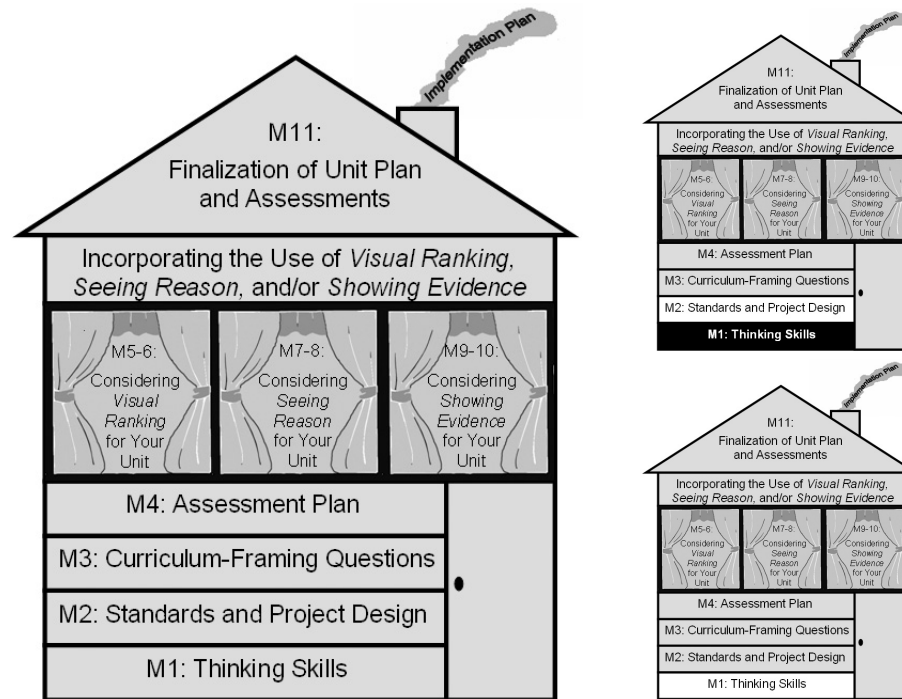 Implementation Plan
M11:
Finalization of Unit Plan
and Assessments
Incorporating the Use of Visual Ranking,
Seeing Reason, and/or Showing Evidence
M5-6:
Considering
Visual
Ranking
for Your
Unit
M7-8:
Considering
Seeing
Reason
for Your
Unit
M9-10:
Considering
Showing
Evidence
for Your
Unit
M4: Assessment Plan
M3: Curriculum-Framing Questions
M2: Standards and Project Design
M1: Thinking Skills
Implementation Plan
M11:
Finalization of Unit Plan
and Assessments
Incorporating the Use of Visual Ranking,
Seeing Reason, and/or Showing Evidence
M5-6:
Considering
Visual
Ranking
for Your
Unit
M7-8:
Considering
Seeing
Reason
for Your
Unit
M9-10:
Considering
Showing
Evidence
for Your
Unit
M4: Assessment Plan
M3: Curriculum-Framing Questions
M2: Standards and Project Design
M1: Thinking Skills
Implementation Plan
M11:
Finalization of Unit Plan
and Assessments
Incorporating the Use of Visual Ranking,
Seeing Reason, and/or Showing Evidence
M5-6:
Considering
Visual
Ranking
for Your
Unit
M7-8:
Considering
Seeing
Reason
for Your
Unit
M9-10:
Considering
Showing
Evidence
for Your
Unit
M4: Assessment Plan
M3: Curriculum-Framing Questions
M2: Standards and Project Design
M1: Thinking Skills